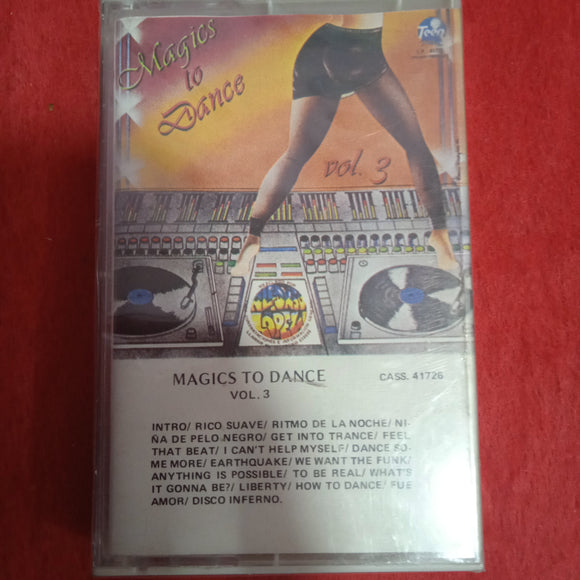 Magics
to
Dance
Teen
vol. 3
MAGICS TO DANCE
CASS. 41726
VOL. 3
INTRO/ RICO SUAVE/ RITMO DE LA NOCHE/ NI-
ÑA DE PELO NEGRO/ GET INTO TRANCE/ FEEL
THAT BEAT/ I CAN'T HELP MYSELF/ DANCE SO-
ME MORE/ EARTHQUAKE/ WE WANT THE FUNK/
ANYTHING IS POSSIBLE/ TO BE REAL/ WHAT'S
IT GONNA BE?/ LIBERTY/ HOW TO DANCE/ FUE
AMOR/ DISCO INFERNO.